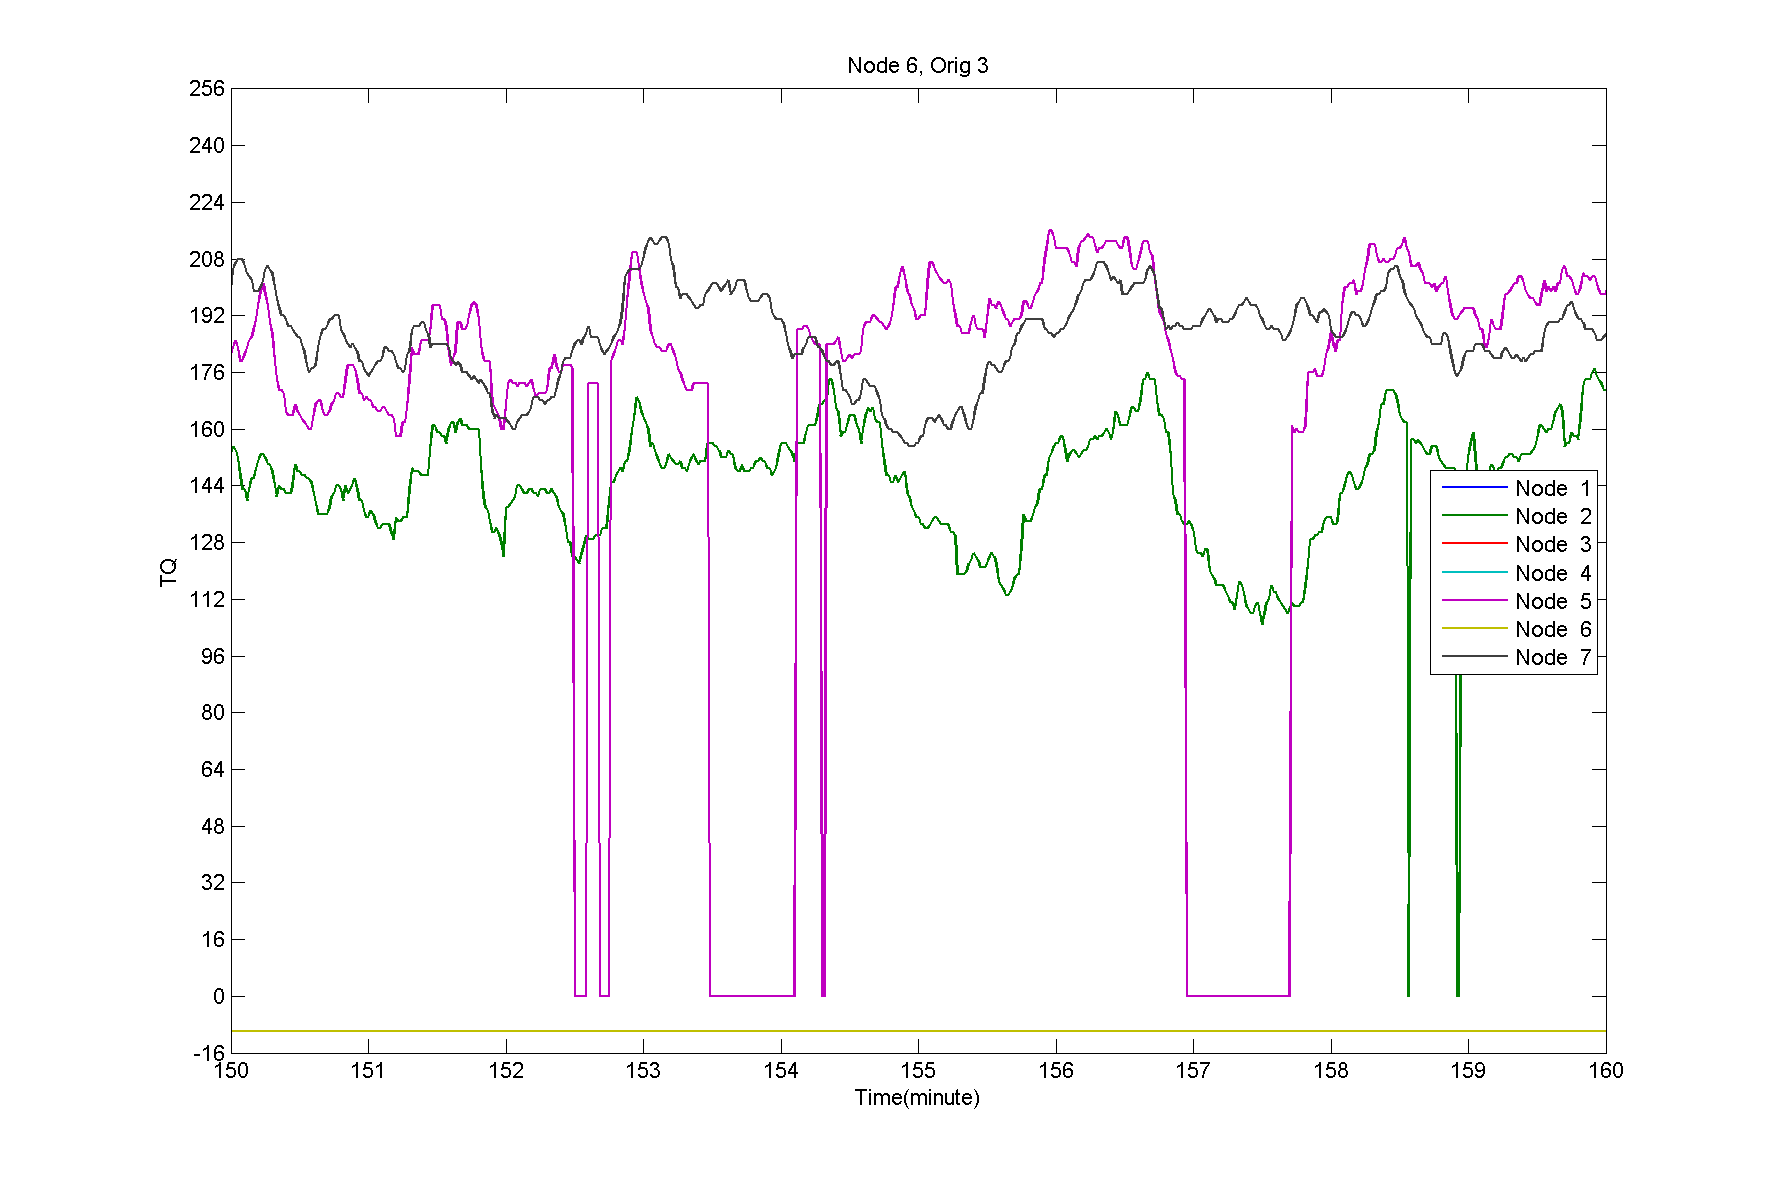 Node 6, Orig 3
256
240
224
208
192
176
160
144
128
112
96
80
64
48
32
16
0
-16
TQ
150 151 152 153 154 155 156 157 158 159 160
Time(minute)
Node 1
Node 2
Node 3
Node 4
Node 5
Node 6
Node 7